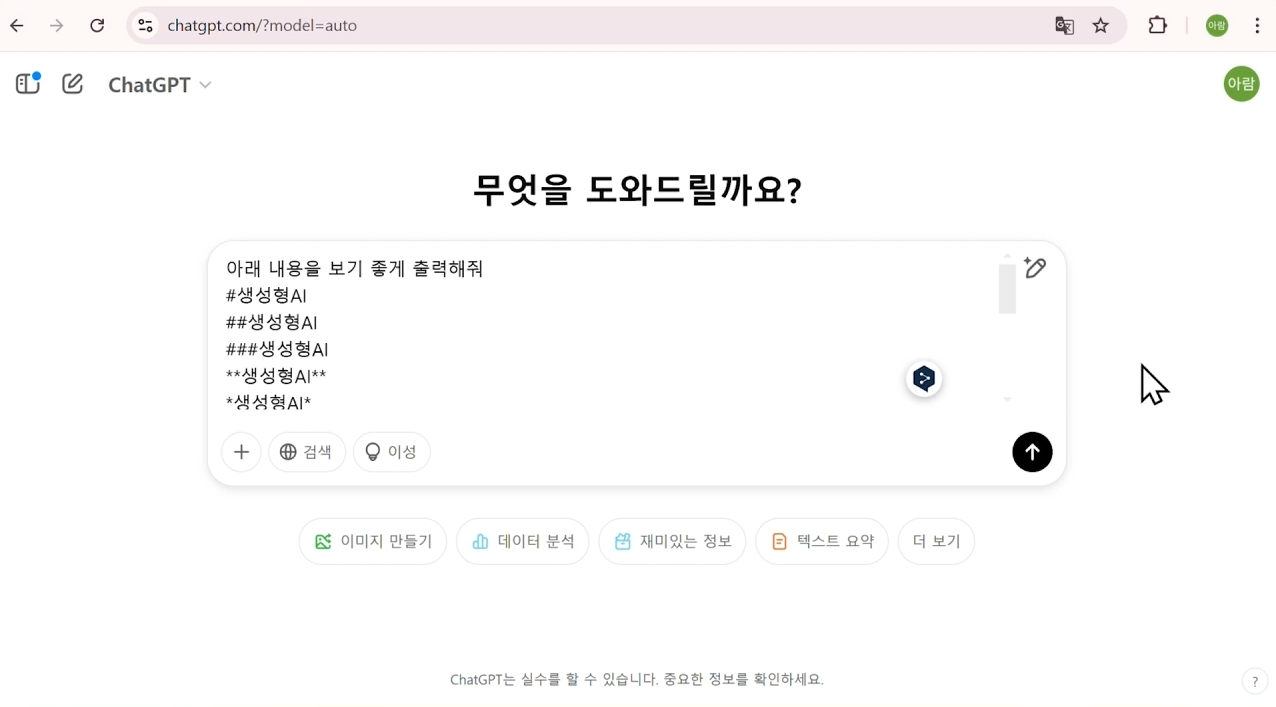 chatgpt.com/?model=auto
아람
ChatGPT
아람
무엇을 도와드릴까요?
아래 내용을 보기 좋게 출력해줘
#생성형AI
##생성형AI
###생성형AI
**생성형AI**
*생성형AI*
검색
이성
이미지 만들기
데이터 분석
재미있는 정보
텍스트 요약
더 보기
ChatGPT는 실수를 할 수 있습니다. 중요한 정보를 확인하세요.
?